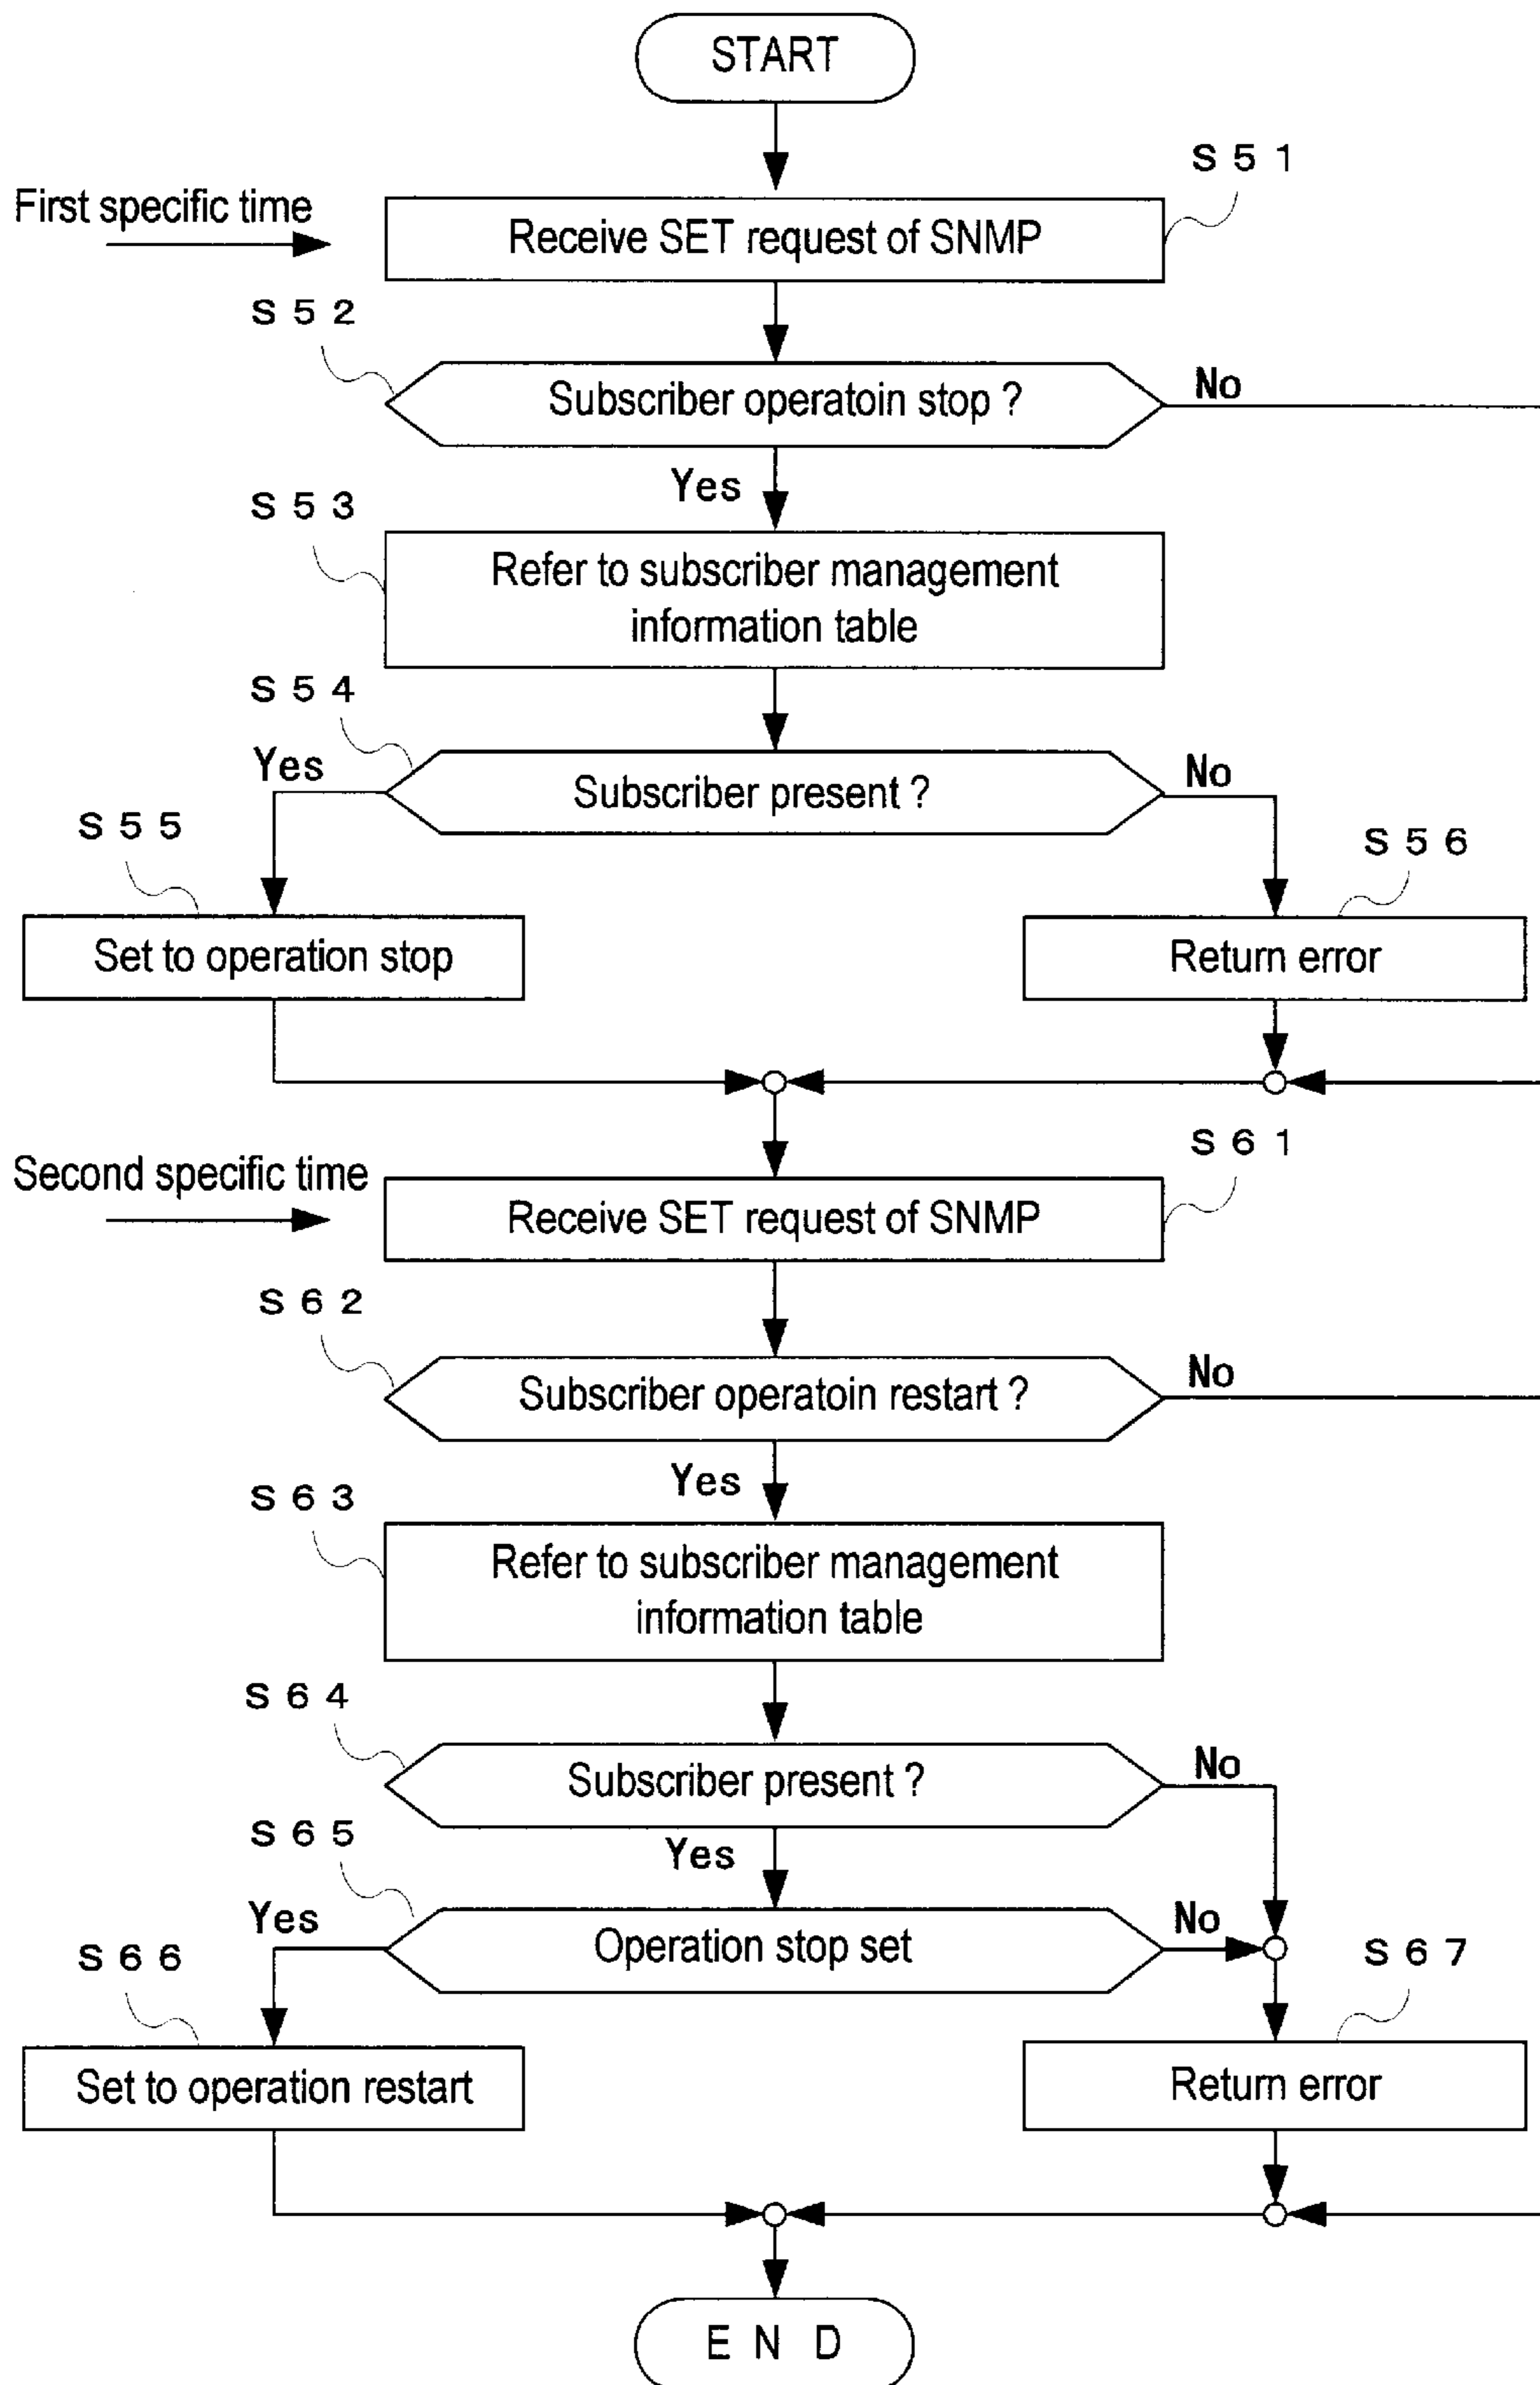 START
S51
First specific time
Receive SET request of SNMP
S52
Subscriber operatoin stop ?
No
Yes
S53
Refer to subscriber management
information table
S54
Yes
Subscriber present ?
No
S55
S56
Set to operation stop
Return error
S61
Second specific time
Receive SET request of SNMP
S62
Subscriber operatoin restart ?
No
Yes
S63
Refer to subscriber management
information table
S64
Subscriber present ?
No
S65
Yes
Yes
Operation stop set
No
S66
S67
Set to operation restart
Return error
END